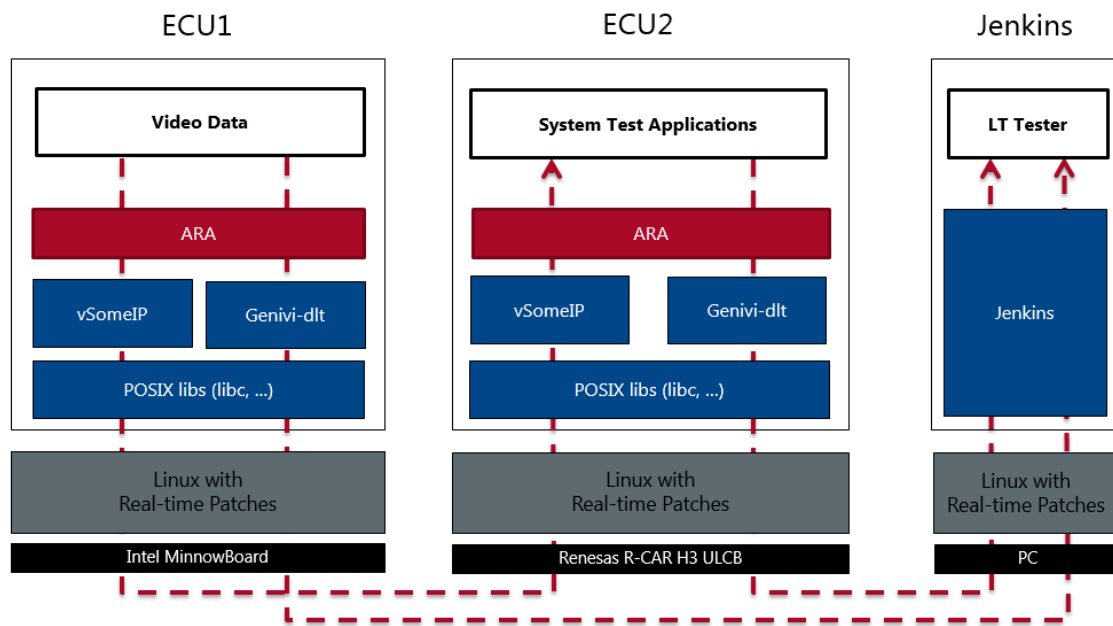 ECU1
ECU2
Jenkins
Video Data
System Test Applications
LT Tester
ARA
ARA
vSomeIP
Genivi-dlt
vSomeIP
Genivi-dlt
Jenkins
POSIX libs (libc, ...)
POSIX libs (libc, ...)
Linux with
Real-time Patches
Linux with
Real-time Patches
Linux with
Real-time Patches
Intel MinnowBoard
Renesas R-CAR H3 ULCB
PC